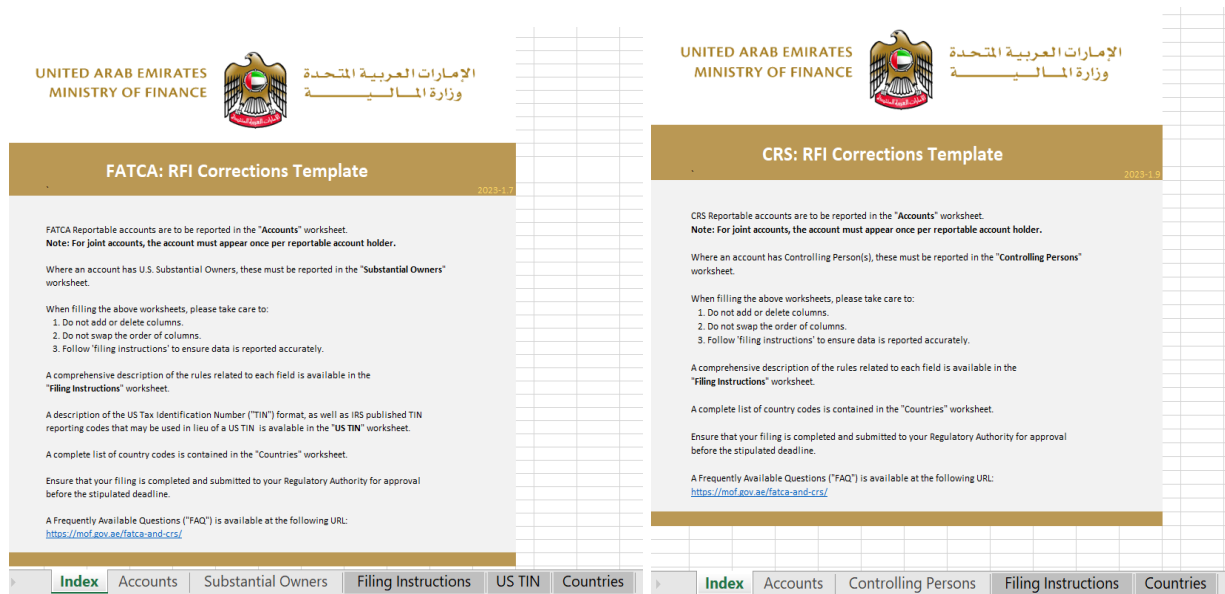 UNITED ARAB EMIRATES
MINISTRY OF FINANCE
الإمارات العربية المتحدة
وزارة المالية
FATCA: RFI Corrections Template
2023-1.7
FATCA Reportable accounts are to be reported in the "Accounts" worksheet.
Note: For joint accounts, the account must appear once per reportable account holder.
Where an account has U.S. Substantial Owners, these must be reported in the "Substantial Owners"
worksheet.
When filling the above worksheets, please take care to:
1. Do not add or delete columns.
2. Do not swap the order of columns.
3. Follow 'filing instructions' to ensure data is reported accurately.
A comprehensive description of the rules related to each field is available in the
"Filing Instructions" worksheet.
A description of the US Tax Identification Number ("TIN") format, as well as IRS published TIN
reporting codes that may be used in lieu of a US TIN is avalable in the "US TIN" worksheet.
A complete list of country codes is contained in the "Countries" worksheet.
Ensure that your filing is completed and submitted to your Regulatory Authority for approval
before the stipulated deadline.
A Frequently Available Questions ("FAQ") is available at the following URL:
https://mof.gov.ae/fatca-and-crs/
Index Accounts Substantial Owners Filing Instructions US TIN Countries
UNITED ARAB EMIRATES
MINISTRY OF FINANCE
الإمارات العربية المتحدة
وزارة المالية
CRS: RFI Corrections Template
2023-1.9
CRS Reportable accounts are to be reported in the "Accounts" worksheet.
Note: For joint accounts, the account must appear once per reportable account holder.
Where an account has Controlling Person(s), these must be reported in the "Controlling Persons"
worksheet.
When filling the above worksheets, please take care to:
1. Do not add or delete columns.
2. Do not swap the order of columns.
3. Follow 'filing instructions' to ensure data is reported accurately.
A comprehensive description of the rules related to each field is available in the
"Filing Instructions" worksheet.
A complete list of country codes is contained in the "Countries" worksheet.
Ensure that your filing is completed and submitted to your Regulatory Authority for approval
before the stipulated deadline.
A Frequently Available Questions ("FAQ") is available at the following URL:
https://mof.gov.ae/fatca-and-crs/
Index Accounts Controlling Persons Filing Instructions Countries